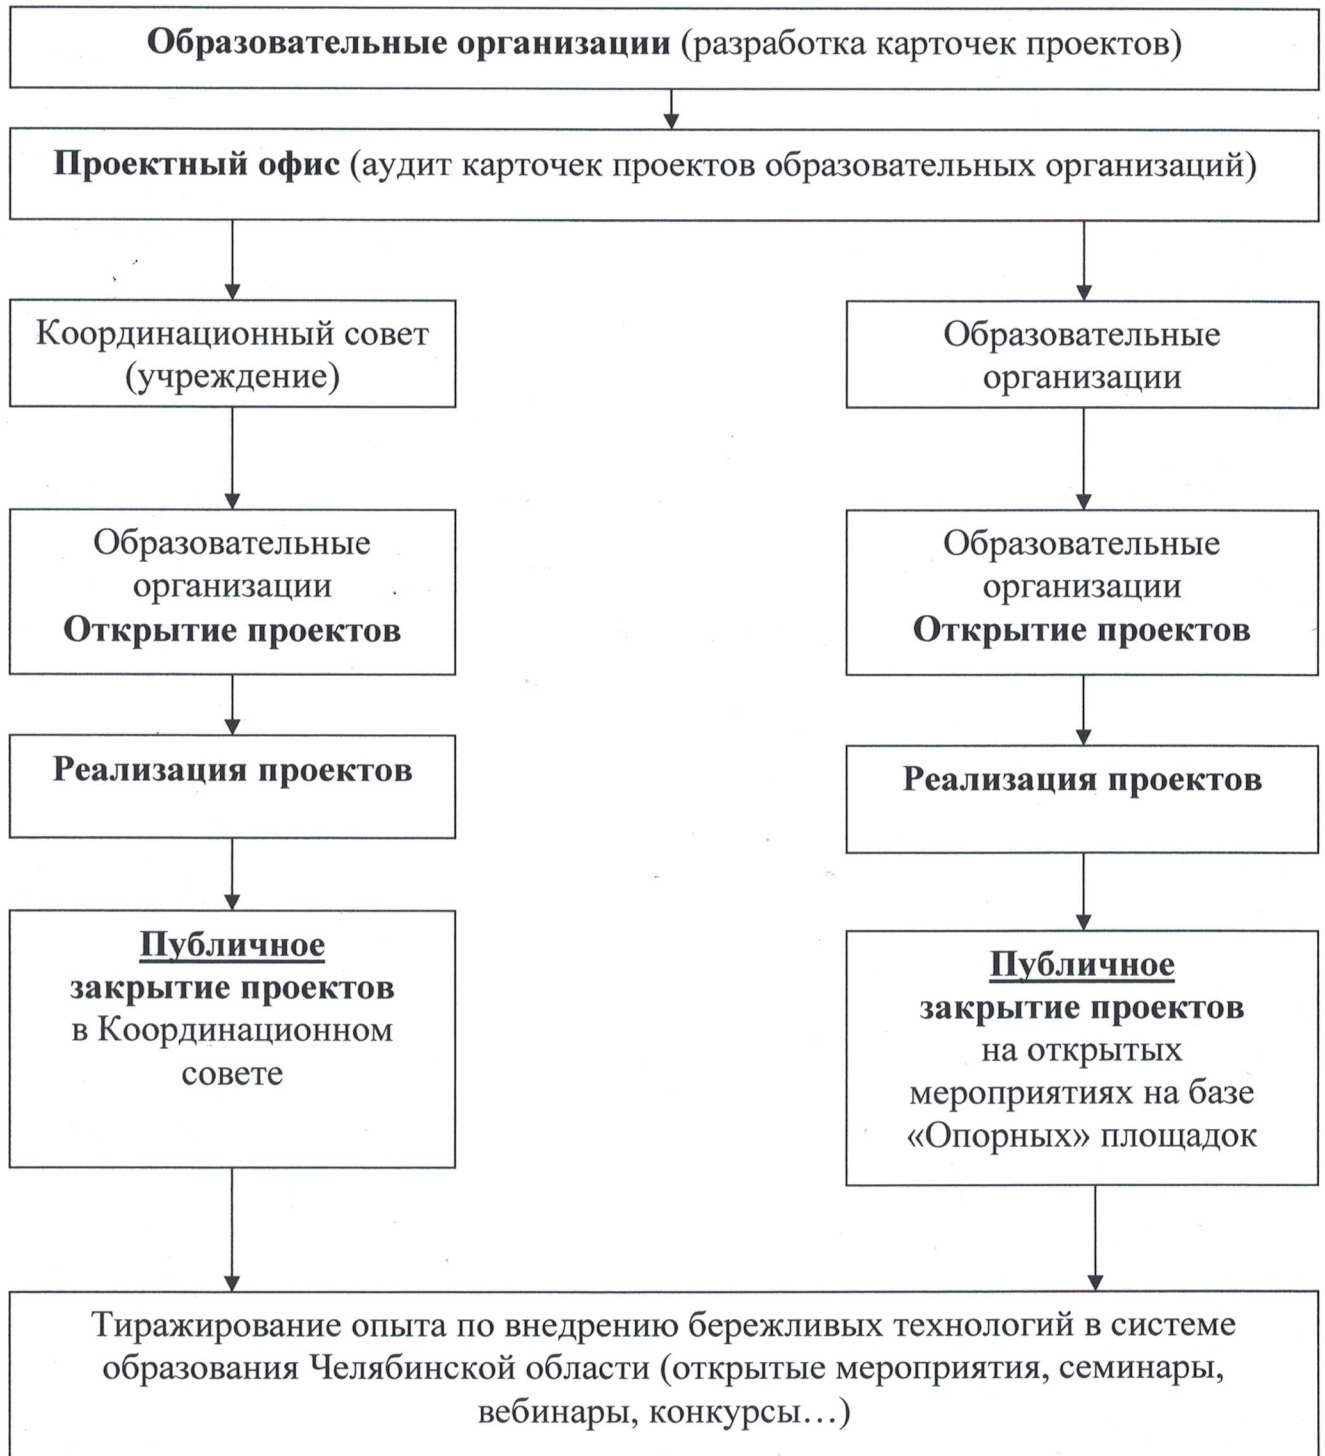 Образовательные организации (разработка карточек проектов)
Проектный офис (аудит карточек проектов образовательных организаций)
Координационный совет
(учреждение)
Образовательные
организации
Открытие проектов
Реализация проектов
Публичное
закрытие проектов
в Координационном
совете
Образовательные
организации
Образовательные
организации
Открытие проектов
Реализация проектов
Публичное
закрытие проектов
на открытых
мероприятиях на базе
«Опорных» площадок
Тиражирование опыта по внедрению бережливых технологий в системе
образования Челябинской области (открытые мероприятия, семинары,
вебинары, конкурсы…)